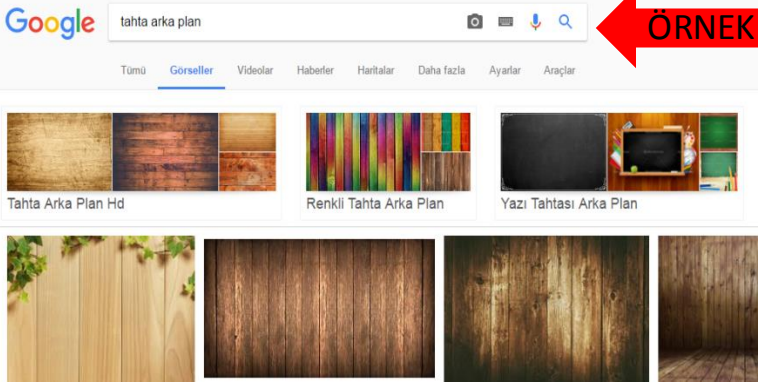 Google tahta arka plan
ÖRNEK
Tümü Görseller Videolar Haberler Haritalar Daha fazla Ayarlar Araçlar
Tahta Arka Plan Hd
Renkli Tahta Arka Plan
Yazı Tahtası Arka Plan